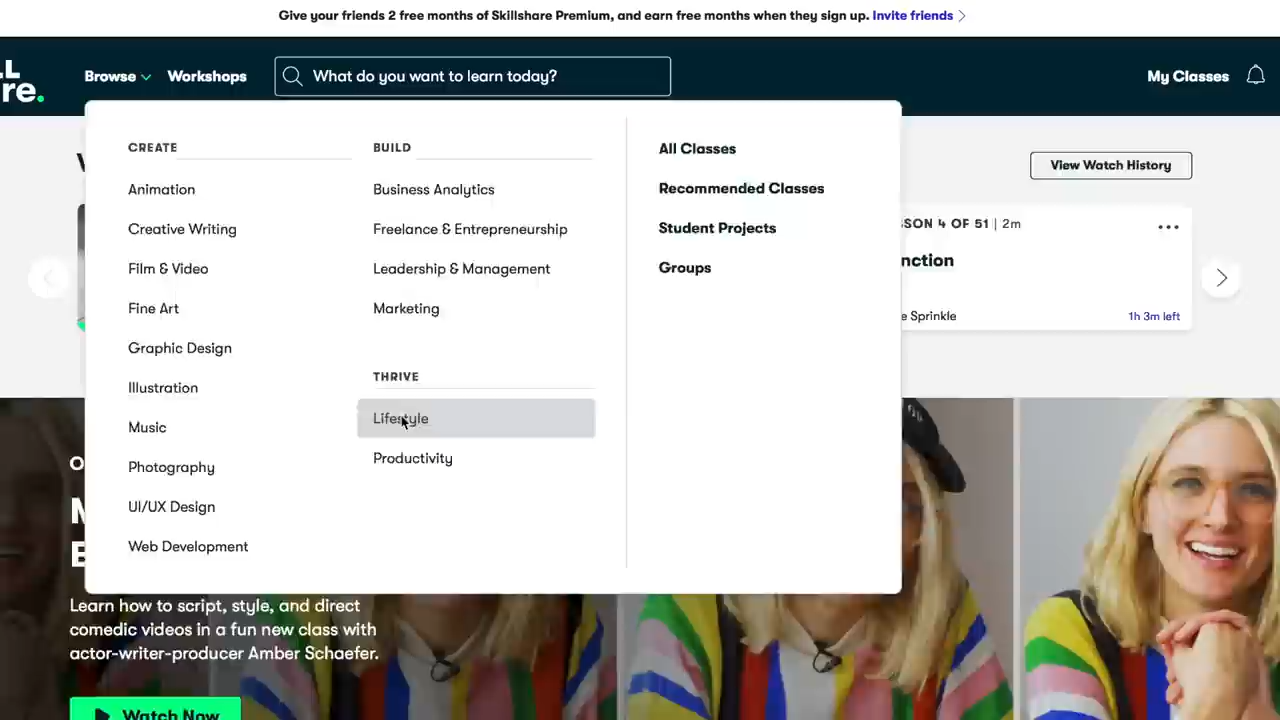 Give your friends 2 free months of Skillshare Premium, and earn free months when they sign up. Invite friends
LL
re.
Browse
Workshops
What do you want to learn today?
My Classes
CREATE
Animation
Creative Writing
Film & Video
Fine Art
Graphic Design
Illustration
Music
Photography
UI/UX Design
Web Development
BUILD
Business Analytics
Freelance & Entrepreneurship
Leadership & Management
Marketing
THRIVE
Lifestyle
Productivity
All Classes
Recommended Classes
Student Projects
Groups
View Watch History
SON 4 OF 51 | 2m
nction
e Sprinkle
1h 3m left
Learn how to script, style, and direct
comedic videos in a fun new class with
actor-writer-producer Amber Schaefer.
Watch Now